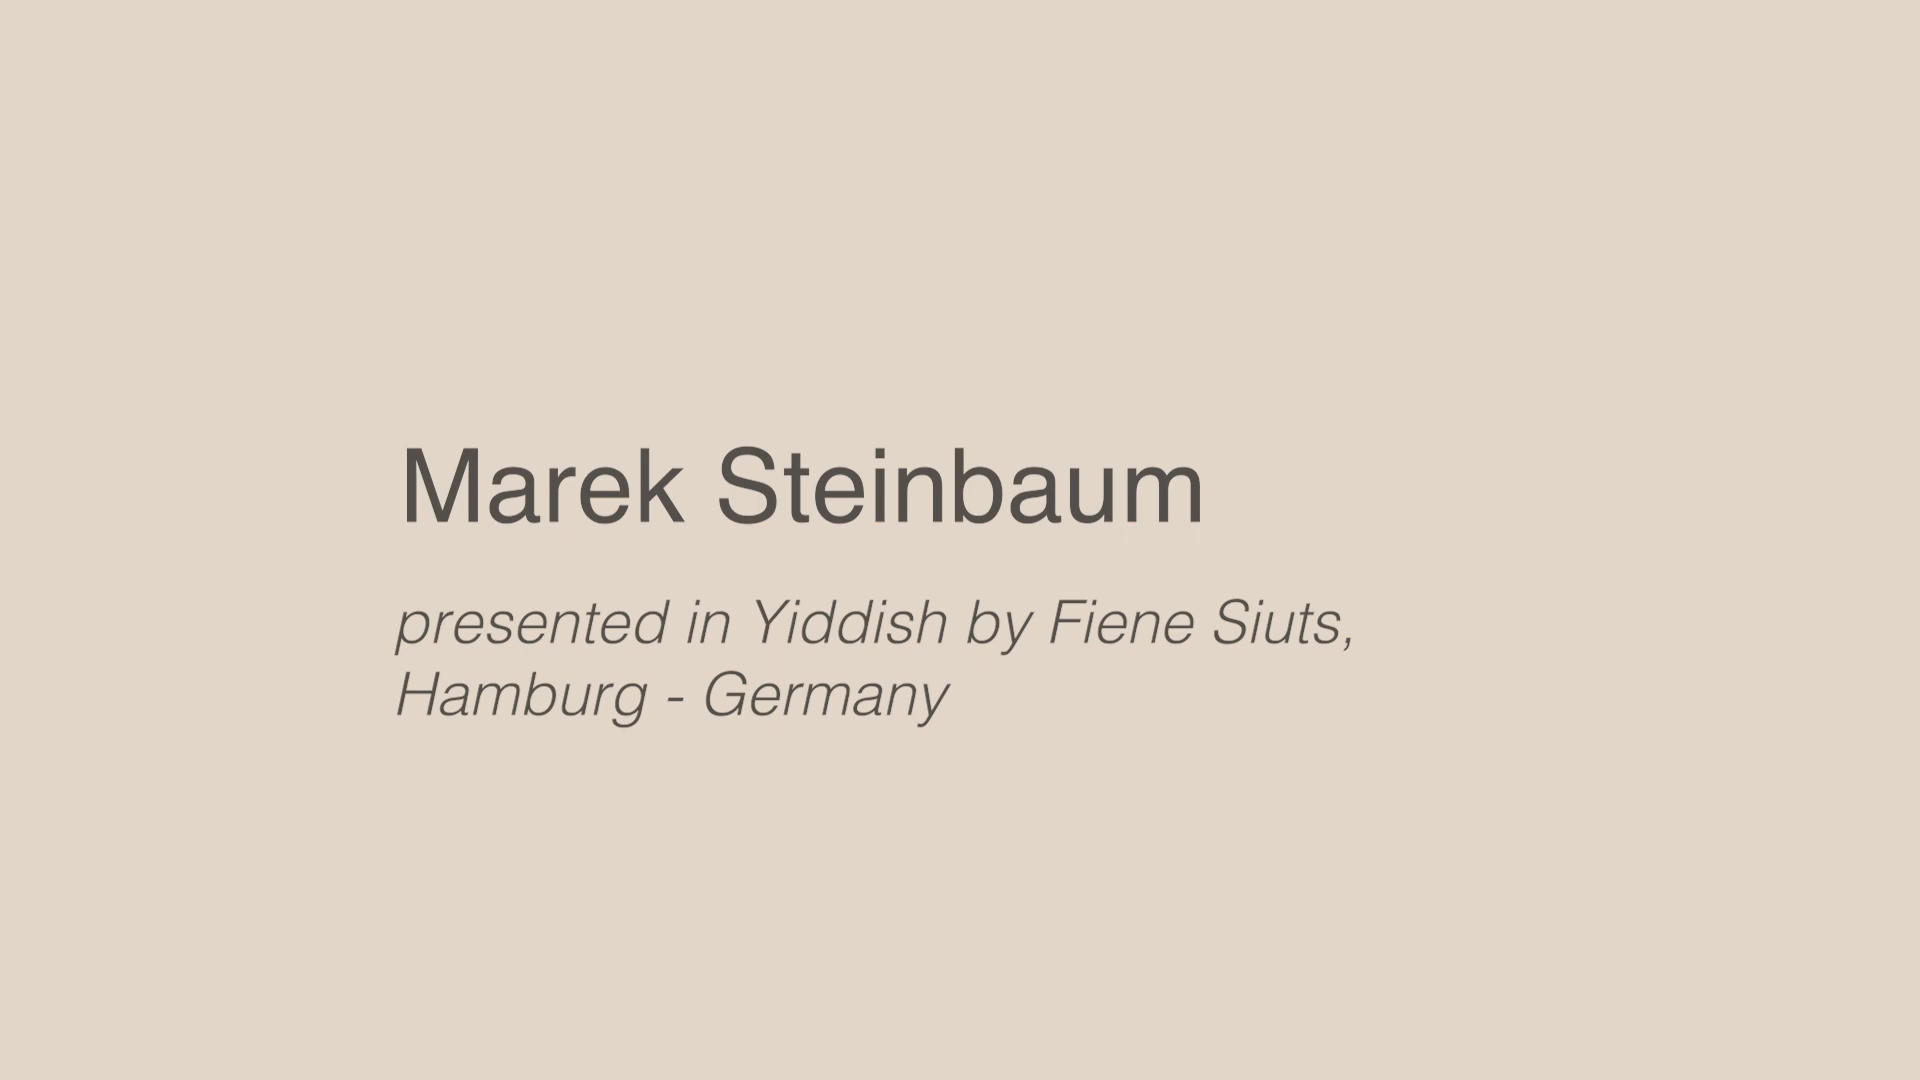 Marek Steinbaum
presented in Yiddish by Fiene Siuts,
Hamburg - Germany